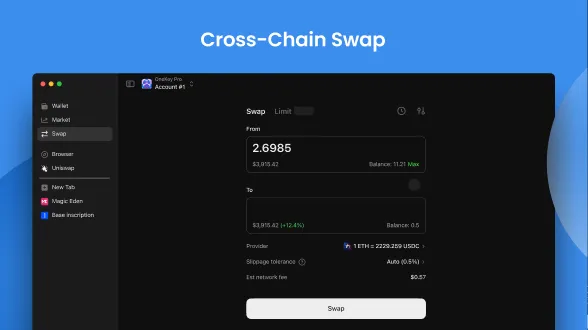 Cross-Chain Swap
OneKey Pro
Account #1
Wallet
Market
Swap
Browser
Uniswap
New Tab
Magic Eden
Base Inscription
Swap Limit
From
2.6985
$3,915.42 Balance: 11.21 Max
To
$3,915.42 (+12.4%) Balance: 0.5
Provider 1 ETH = 2229.259 USDC
Slippage tolerance Auto (0.5%)
Est network fee $0.57
Swap